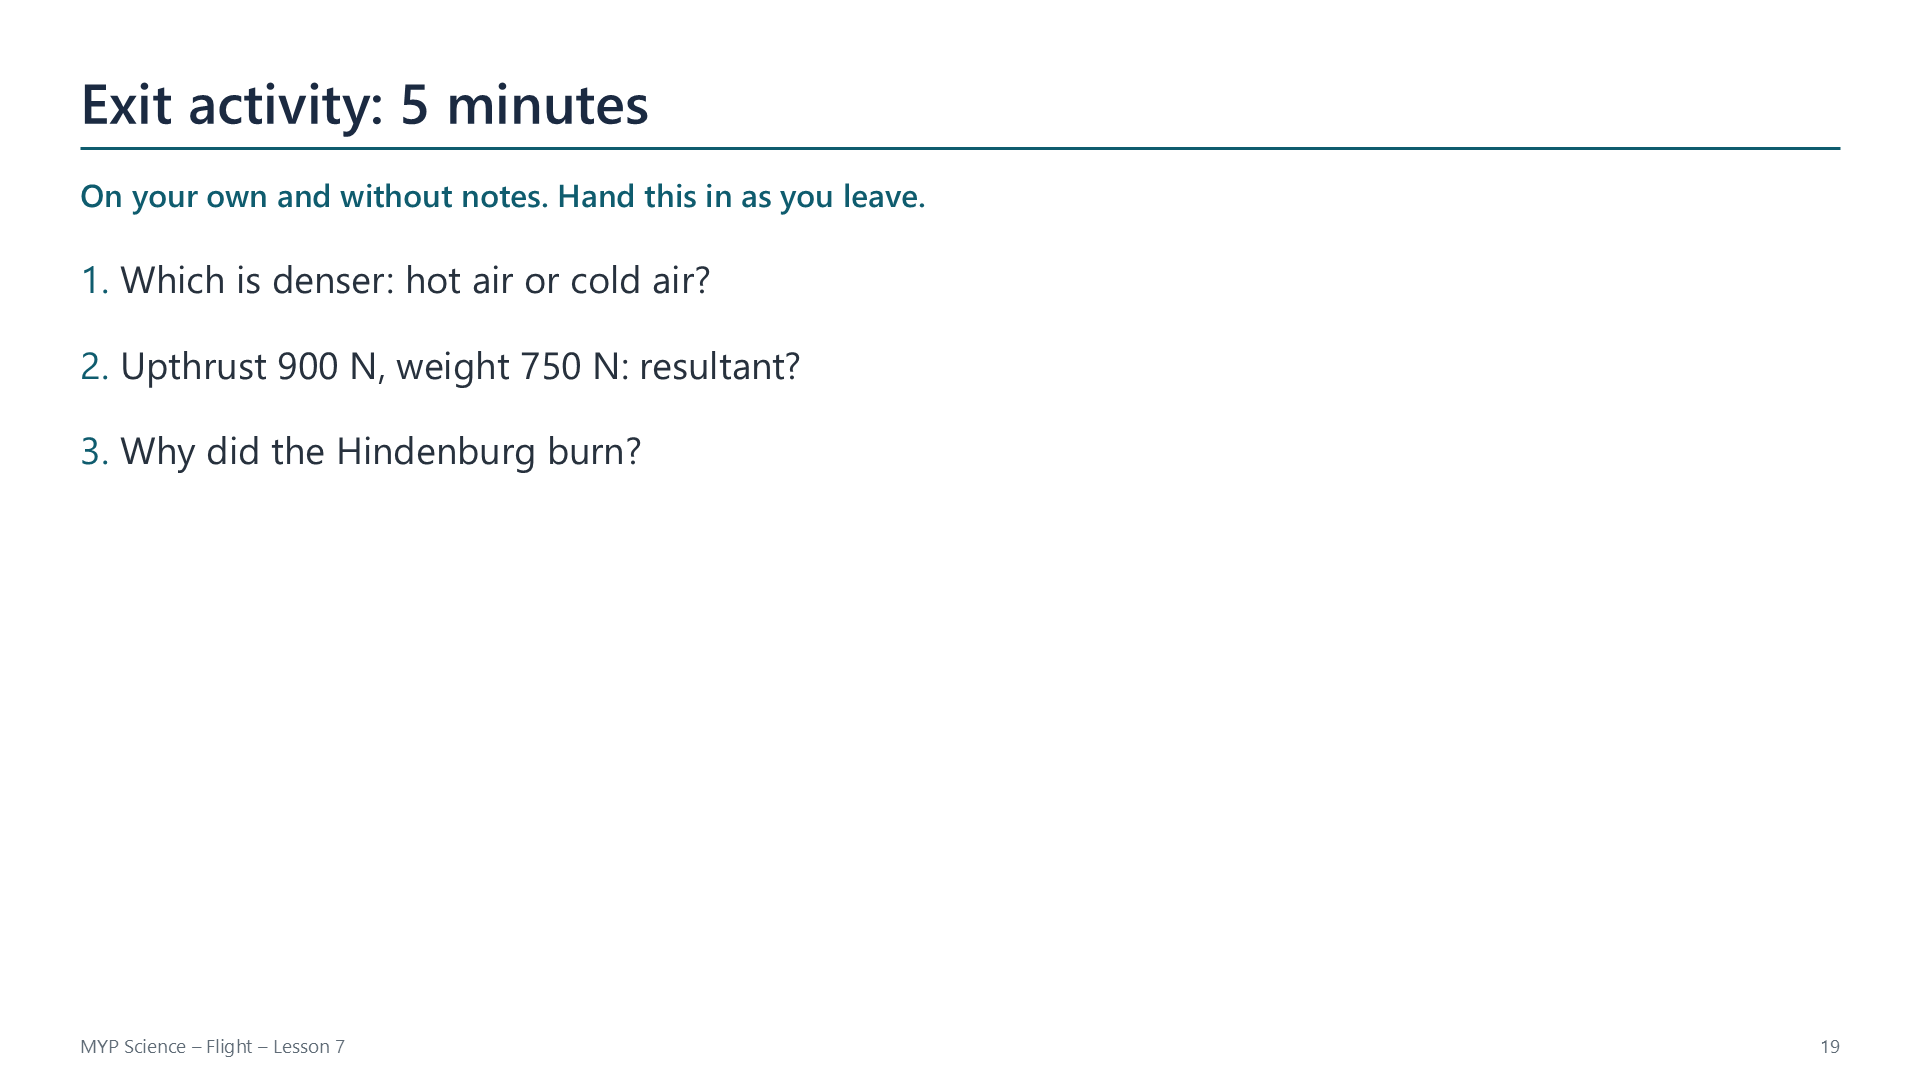 Exit activity: 5 minutes
On your own and without notes. Hand this in as you leave.
1. Which is denser: hot air or cold air?
2. Upthrust 900 N, weight 750 N: resultant?
3. Why did the Hindenburg burn?
MYP Science – Flight – Lesson 7
19